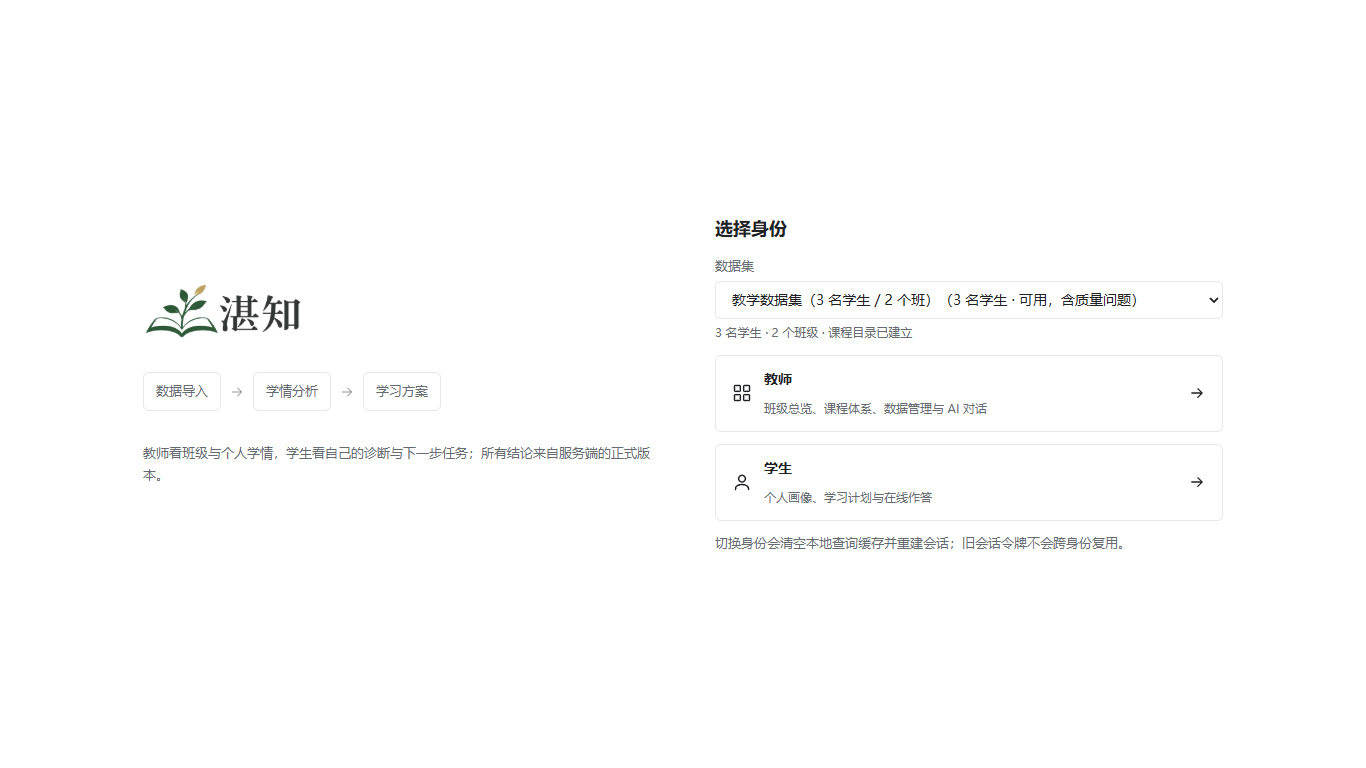 湛知
数据导入 → 学情分析 → 学习方案
教师看班级与个人学情，学生看自己的诊断与下一步任务；所有结论来自服务端的正式版
本。
选择身份
数据集
教学数据集（3 名学生 / 2 个班）（3 名学生 · 可用，含质量问题）
3 名学生 · 2 个班级 · 课程目录已建立
教师
班级总览、课程体系、数据管理与 AI 对话
学生
个人画像、学习计划与在线作答
切换身份会清空本地查询缓存并重建会话；旧会话令牌不会跨身份复用。